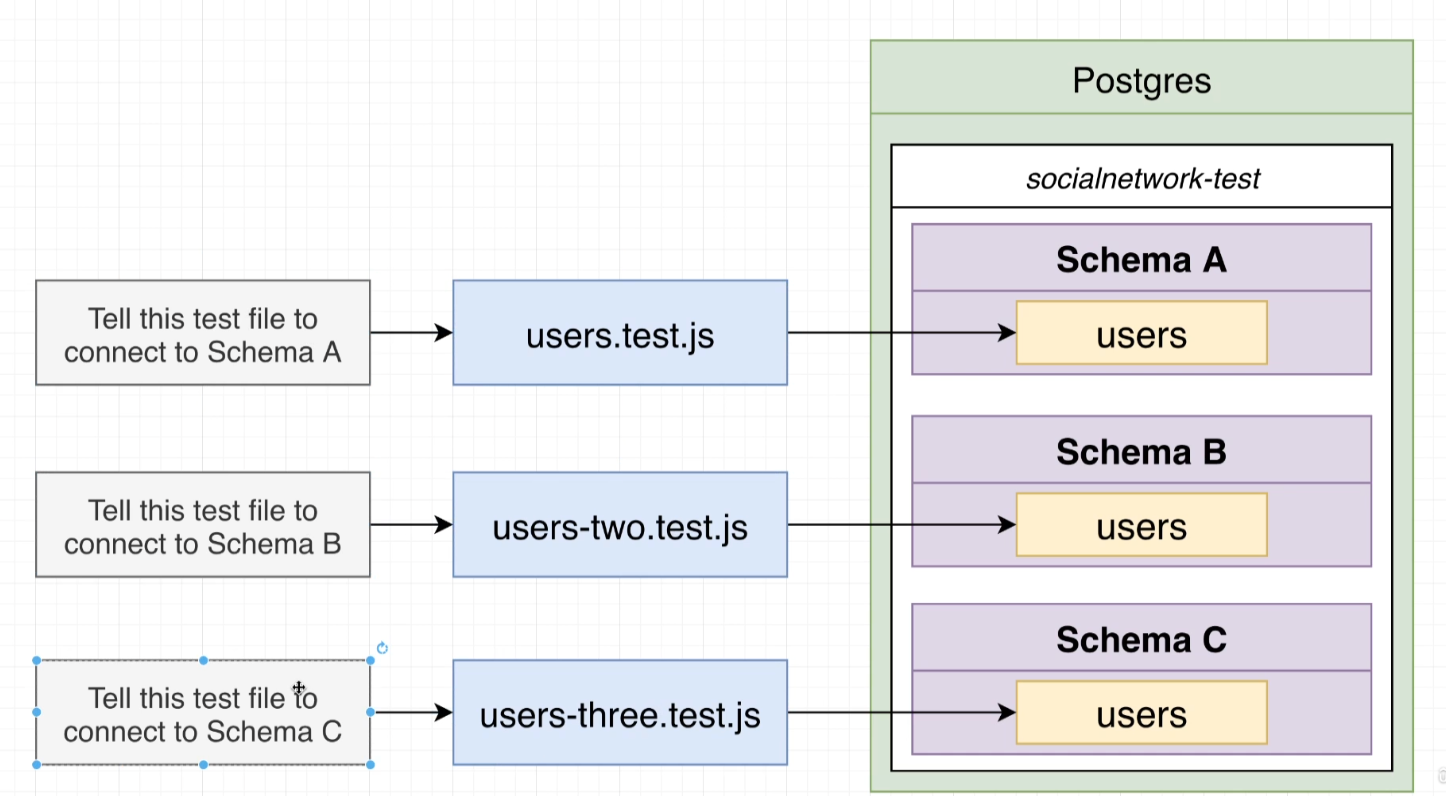 Postgres
socialnetwork-test
Schema A
users
Tell this test file to
connect to Schema A
users.test.js
Schema B
users
Tell this test file to
connect to Schema B
users-two.test.js
Schema C
users
Tell this test file to
connect to Schema C
users-three.test.js